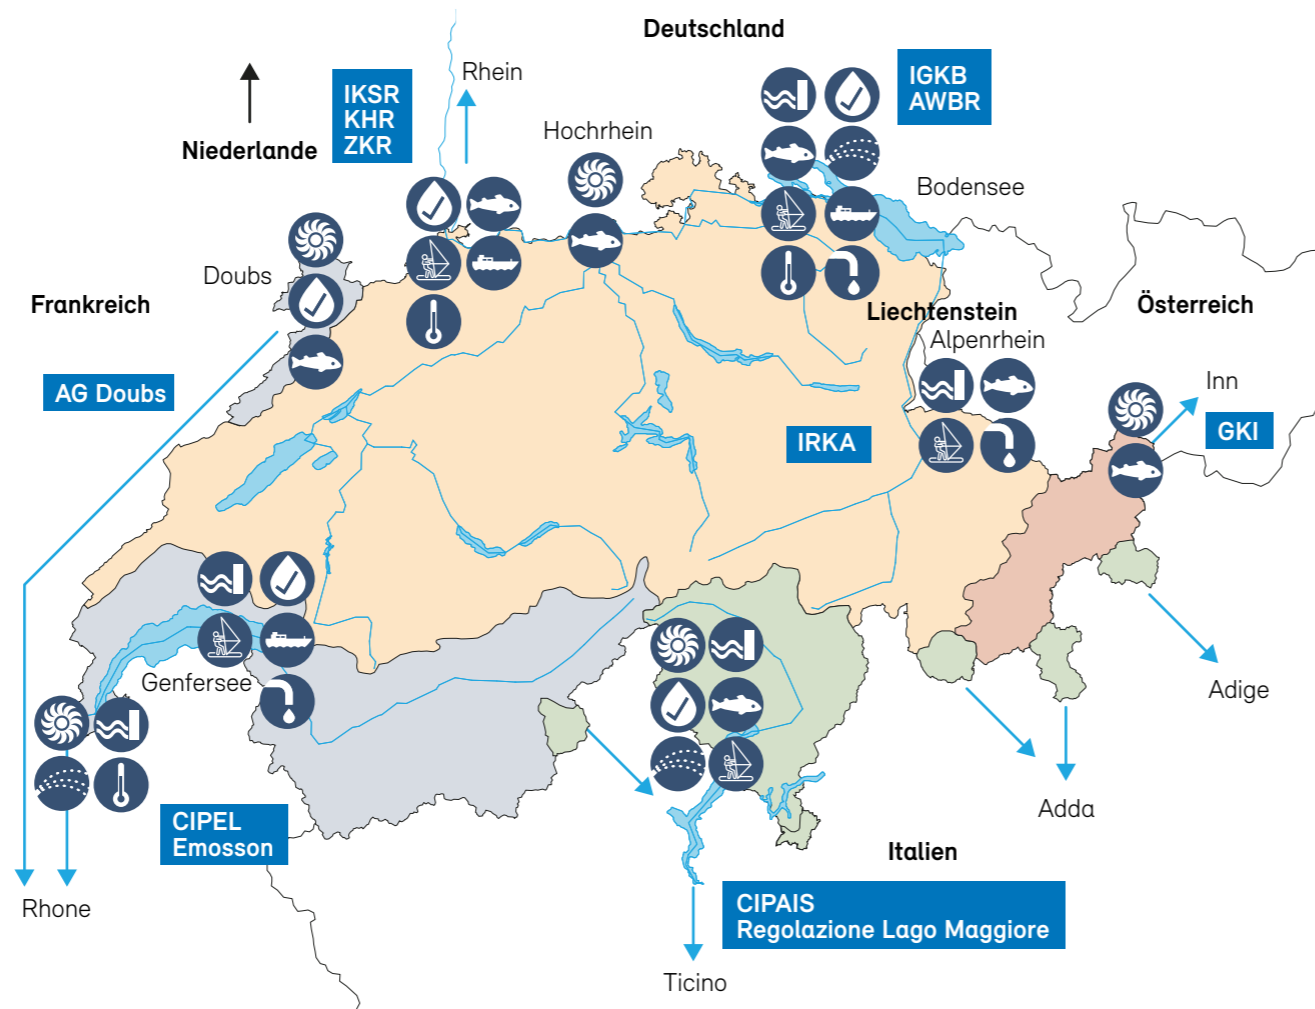 Deutschland
Rhein
IGKB
AWBR
IKSR
KHR
ZKR
Hochrhein
Niederlande
Bodensee
Doubs
Frankreich
Liechtenstein
Österreich
Alpenrhein
AG Doubs
Inn
GKI
IRKA
Genfersee
Adige
Adda
CIPEL
Emosson
Italien
Rhone
CIPAIS
Regolazione Lago Maggiore
Ticino